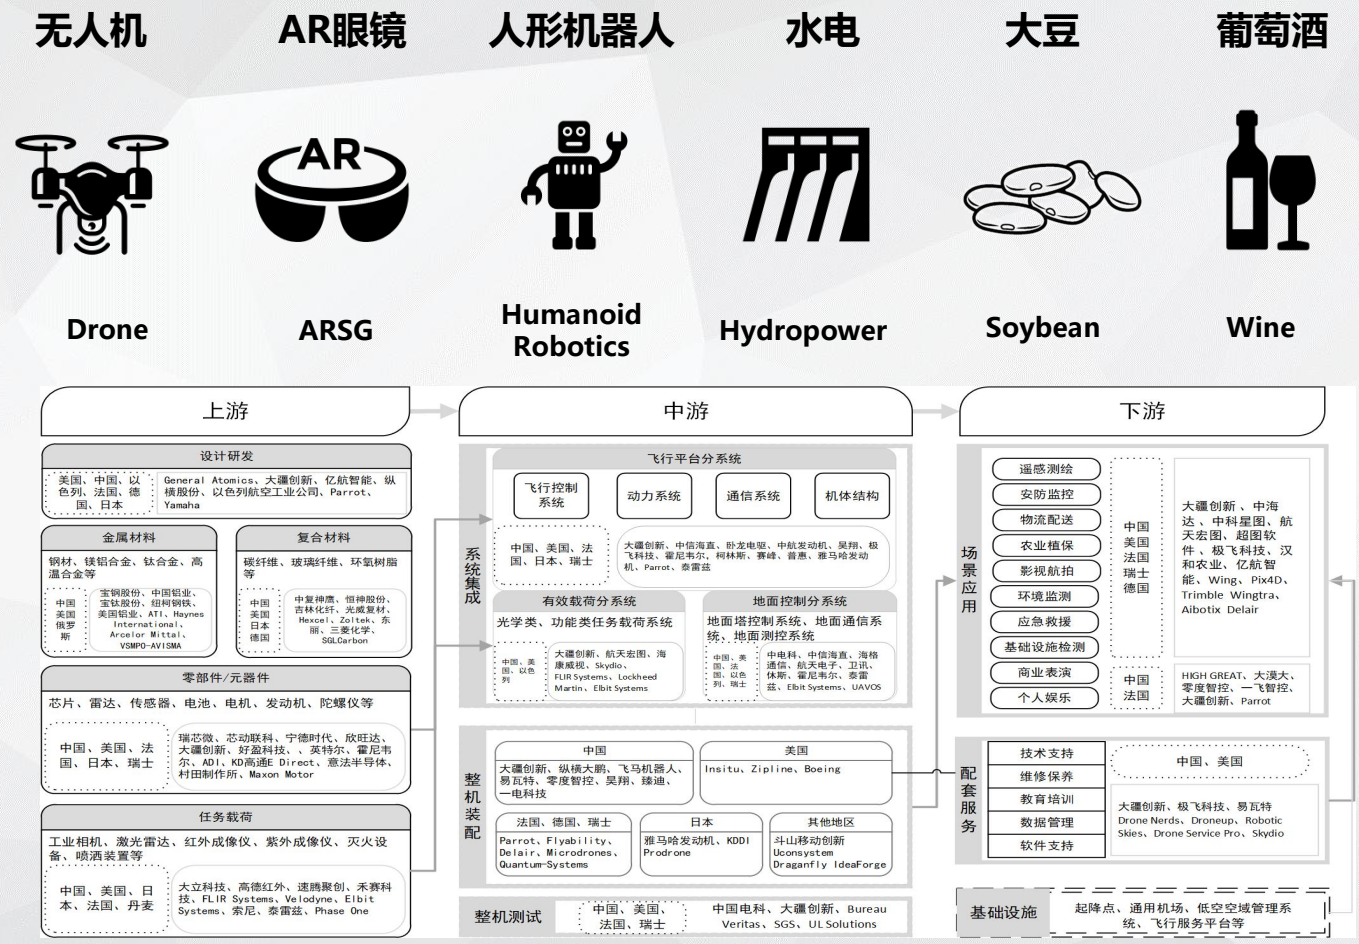 无人机
AR眼镜
人形机器人
水电
大豆
葡萄酒
AR
Drone
ARSG
Humanoid
Robotics
Hydropower
Soybean
Wine
上游
中游
下游
设计研发
美国、中国、以
色列、法国、德
国、日本
General Atomics、大疆创新、亿航智能、纵
横股份、以色列航空工业公司、Parrot、
Yamaha
金属材料
钢材、镁铝合金、钛合金、高
温合金等
中国
美国
俄罗
斯
宝钢股份、中国铝业、
宝钛股份、纽柯钢铁、
美国铝业、ATI、Haynes
International、
Arcelor Mittal、
VSMPO-AVISMA
复合材料
碳纤维、玻璃纤维、环氧树脂
等
中国
美国
日本
德国
中复神鹰、恒神股份、
吉林化纤、光威复材、
Hexcel、Zoltek、东
丽、三菱化学、
SGLCarbon
零部件/元器件
芯片、雷达、传感器、电池、电机、发动机、陀螺仪等
中国、美国、法
国、日本、瑞士
瑞芯微、芯动联科、宁德时代、欣旺达、
大疆创新、好盈科技、、英特尔、霍尼韦
尔、ADI、KD高通E Direct、意法半导体、
村田制作所、Maxon Motor
任务载荷
工业相机、激光雷达、红外成像仪、紫外成像仪、灭火设
备、喷洒装置等
中国、美国、日
本、法国、丹麦
大立科技、高德红外、速腾聚创、禾赛科
技、FLIR Systems、Velodyne、Elbit
Systems、索尼、泰雷兹、Phase One
系统集成
飞行平台分系统
飞行控制
系统
动力系统
通信系统
机体结构
中国、美国、法
国、日本、瑞士
大疆创新、中信海直、卧龙电驱、中航发动机、昊翔、极
飞科技、霍尼韦尔、柯林斯、赛峰、普惠、雅马哈发动
机、Parrot、泰雷兹
有效载荷分系统
光学类、功能类任务载荷系统
中国、美
国、以色
列
大疆创新、航天宏图、海
康威视、Skydio、
FLIR Systems、Lockheed
Martin、Elbit Systems
地面控制分系统
地面塔控制系统、地面通信系
统、地面测控系统
中国、美
国、法
国、以色
列、瑞士
中电科、中信海直、海格
通信、航天电子、卫讯、
休斯、霍尼韦尔、泰雷
兹、Elbit Systems、UAVOS
整机装配
中国
大疆创新、纵横大鹏、飞马机器人、
易瓦特、零度智控、昊翔、臻迪、
一电科技
美国
Insitu、Zipline、Boeing
法国、德国、瑞士
Parrot、Flyability、
Delair、Microdrones、
Quantum-Systems
日本
雅马哈发动机、KDDI
Prodrone
其他地区
斗山移动创新
Uconsystem
Draganfly IdeaForge
整机测试
中国、美国、
法国、瑞士
中国电科、大疆创新、Bureau
Veritas、SGS、UL Solutions
场景应用
遥感测绘
安防监控
物流配送
农业植保
影视航拍
环境监测
应急救援
基础设施检测
商业表演
个人娱乐
中国
美国
法国
瑞士
德国
大疆创新 、中海
达 、中科星图、航
天宏图、超图软
件 、极飞科技、汉
和农业、亿航智
能、Wing、Pix4D、
Trimble Wingtra、
Aibotix Delair
中国
法国
HIGH GREAT、大漠大、
零度智控、一飞智控、
大疆创新、Parrot
配套服务
技术支持
维修保养
教育培训
数据管理
软件支持
中国、美国
大疆创新、极飞科技、易瓦特
Drone Nerds、Droneup、Robotic
Skies、Drone Service Pro、Skydio
基础设施
起降点、通用机场、低空空域管理系
统、飞行服务平台等